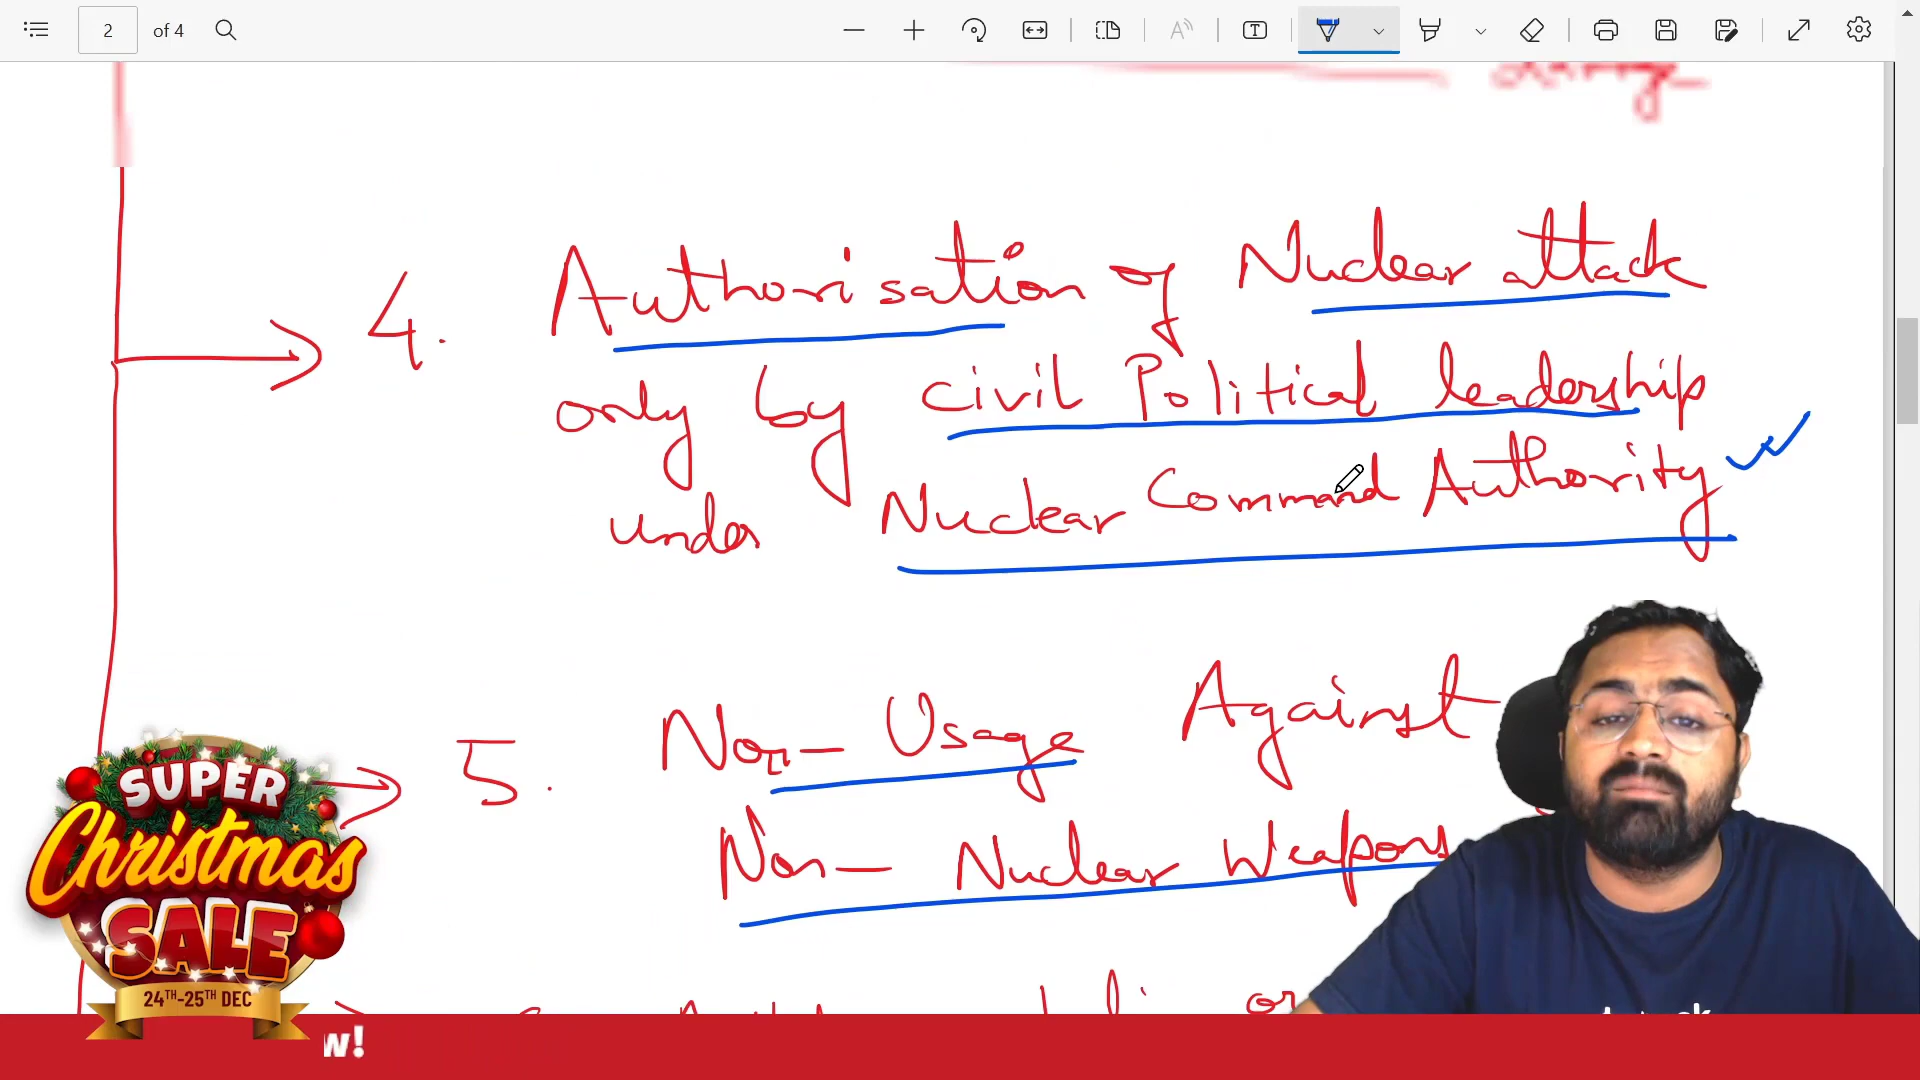 2 of 4
4. Authorisation of Nuclear attack
only by civil Political leadership
under Nuclear Command Authority
5. Non- Usage Against
Non- Nuclear Weapons
SUPER
Christmas
SALE
24TH-25TH DEC
w!